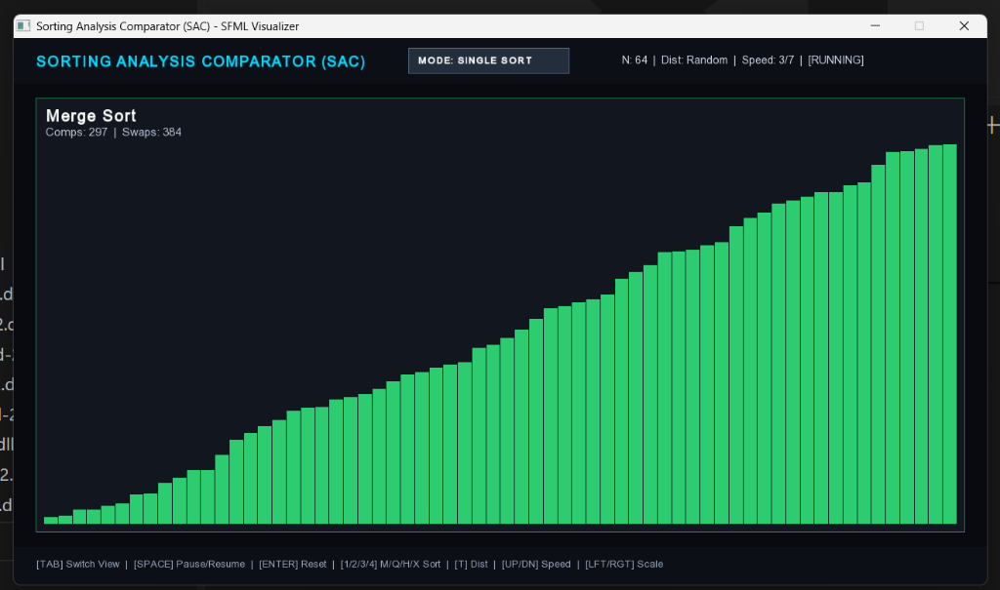 Sorting Analysis Comparator (SAC) - SFML Visualizer
SORTING ANALYSIS COMPARATOR (SAC)
MODE: SINGLE SORT
N: 64 | Dist: Random | Speed: 3/7 | [RUNNING]
Merge Sort
Comps: 297 | Swaps: 384
[TAB] Switch View | [SPACE] Pause/Resume | [ENTER] Reset | [1/2/3/4] M/Q/H/X Sort | [T] Dist | [UP/DN] Speed | [LFT/RGT] Scale